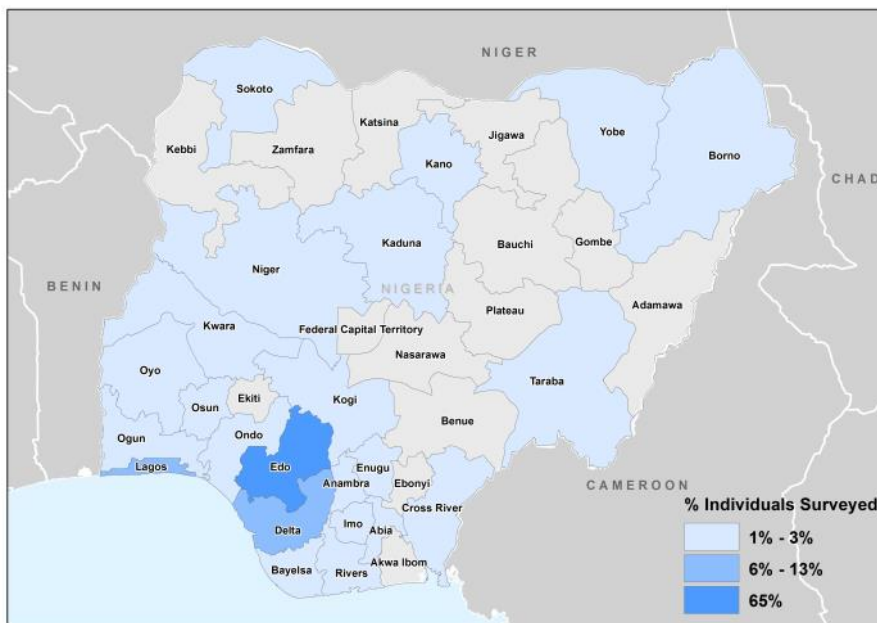 NIGER
Sokoto
Katsina
Jigawa
Yobe
Kebbi
Zamfara
Kano
Borno
CHAD
Kaduna
Bauchi
Gombe
Niger
NIGERIA
BENIN
Plateau
Adamawa
Kwara
Federal Capital Territory
Nasarawa
Oyo
Taraba
Ekiti
Kogi
Osun
Benue
Ogun
Ondo
Lagos
Edo
Enugu
Anambra
Ebonyi
CAMEROON
Cross River
% Individuals Surveyed
Delta
Imo
Abia
1% - 3%
Akwa Ibom
Bayelsa
Rivers
6% - 13%
65%